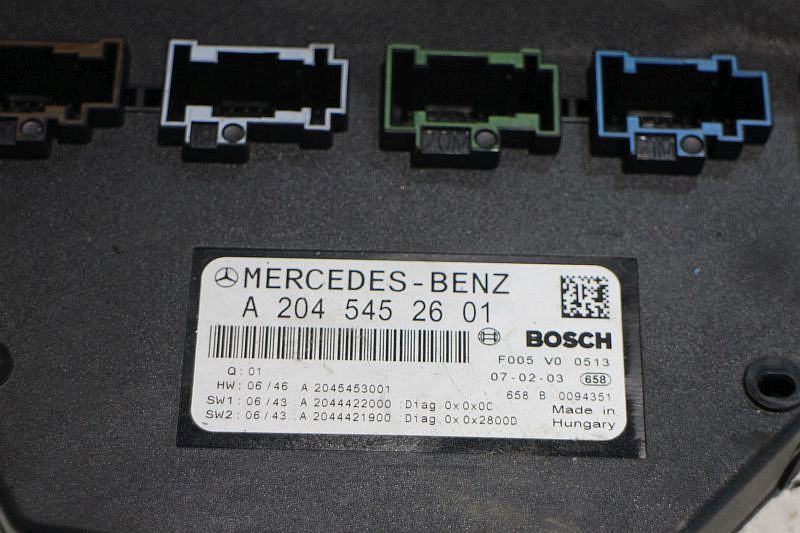 MERCEDES-BENZ
A 204 545 26 01
BOSCH
F005 V0 0513
Q: 01
07-02-03 658
HW: 06/46 A 2045453001
658 B 0094351
SW1: 06/43 A 2044422000 Diag 0x0x0C
Made in
SW2: 06/43 A 2044421900 Diag 0x0x2800D
Hungary